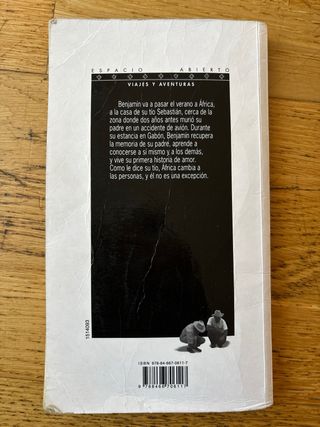 ESPACIO ABIERTO
VIAJES Y AVENTURAS
Benjamín va a pasar el verano a África,
a la casa de su tío Sebastián, cerca de la
zona donde dos años antes murió su
padre en un accidente de avión. Durante
su estancia en Gabón, Benjamín recupera
la memoria de su padre, aprende a
conocerse a sí mismo y a los demás,
y vive su primera historia de amor.
Como le dice su tío, África cambia a
las personas, y él no es una excepción.
1514093
ISBN 978-84-667-0611-7
9 788466 706117